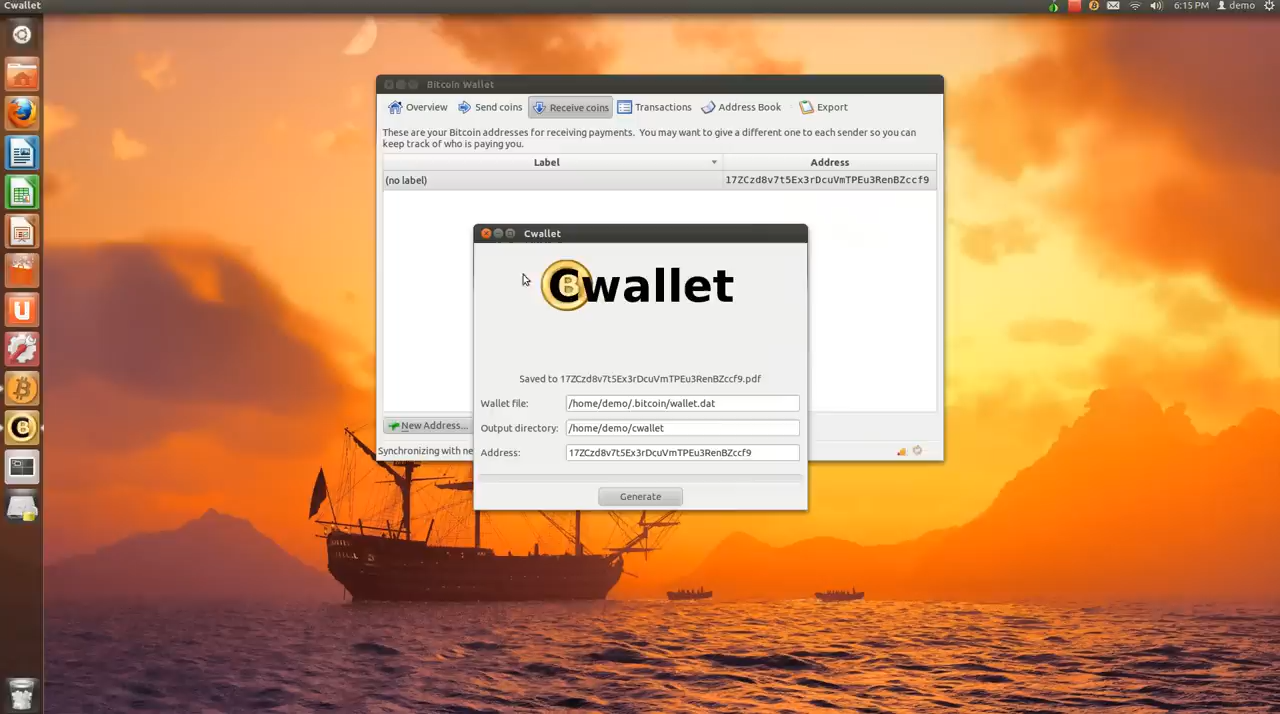 Cwallet
6:15 PM demo
Bitcoin Wallet
Overview Send coins Receive coins Transactions Address Book Export
These are your Bitcoin addresses for receiving payments. You may want to give a different one to each sender so you can
keep track of who is paying you.
Label Address
(no label) 17ZCzd8v7t5Ex3rDcuVmTPEu3RenBZccf9
Cwallet
Cwallet
Saved to 17ZCzd8v7t5Ex3rDcuVmTPEu3RenBZccf9.pdf
Wallet file: /home/demo/.bitcoin/wallet.dat
Output directory: /home/demo/cwallet
Address: 17ZCzd8v7t5Ex3rDcuVmTPEu3RenBZccf9
Generate
New Address...
Synchronizing with ne